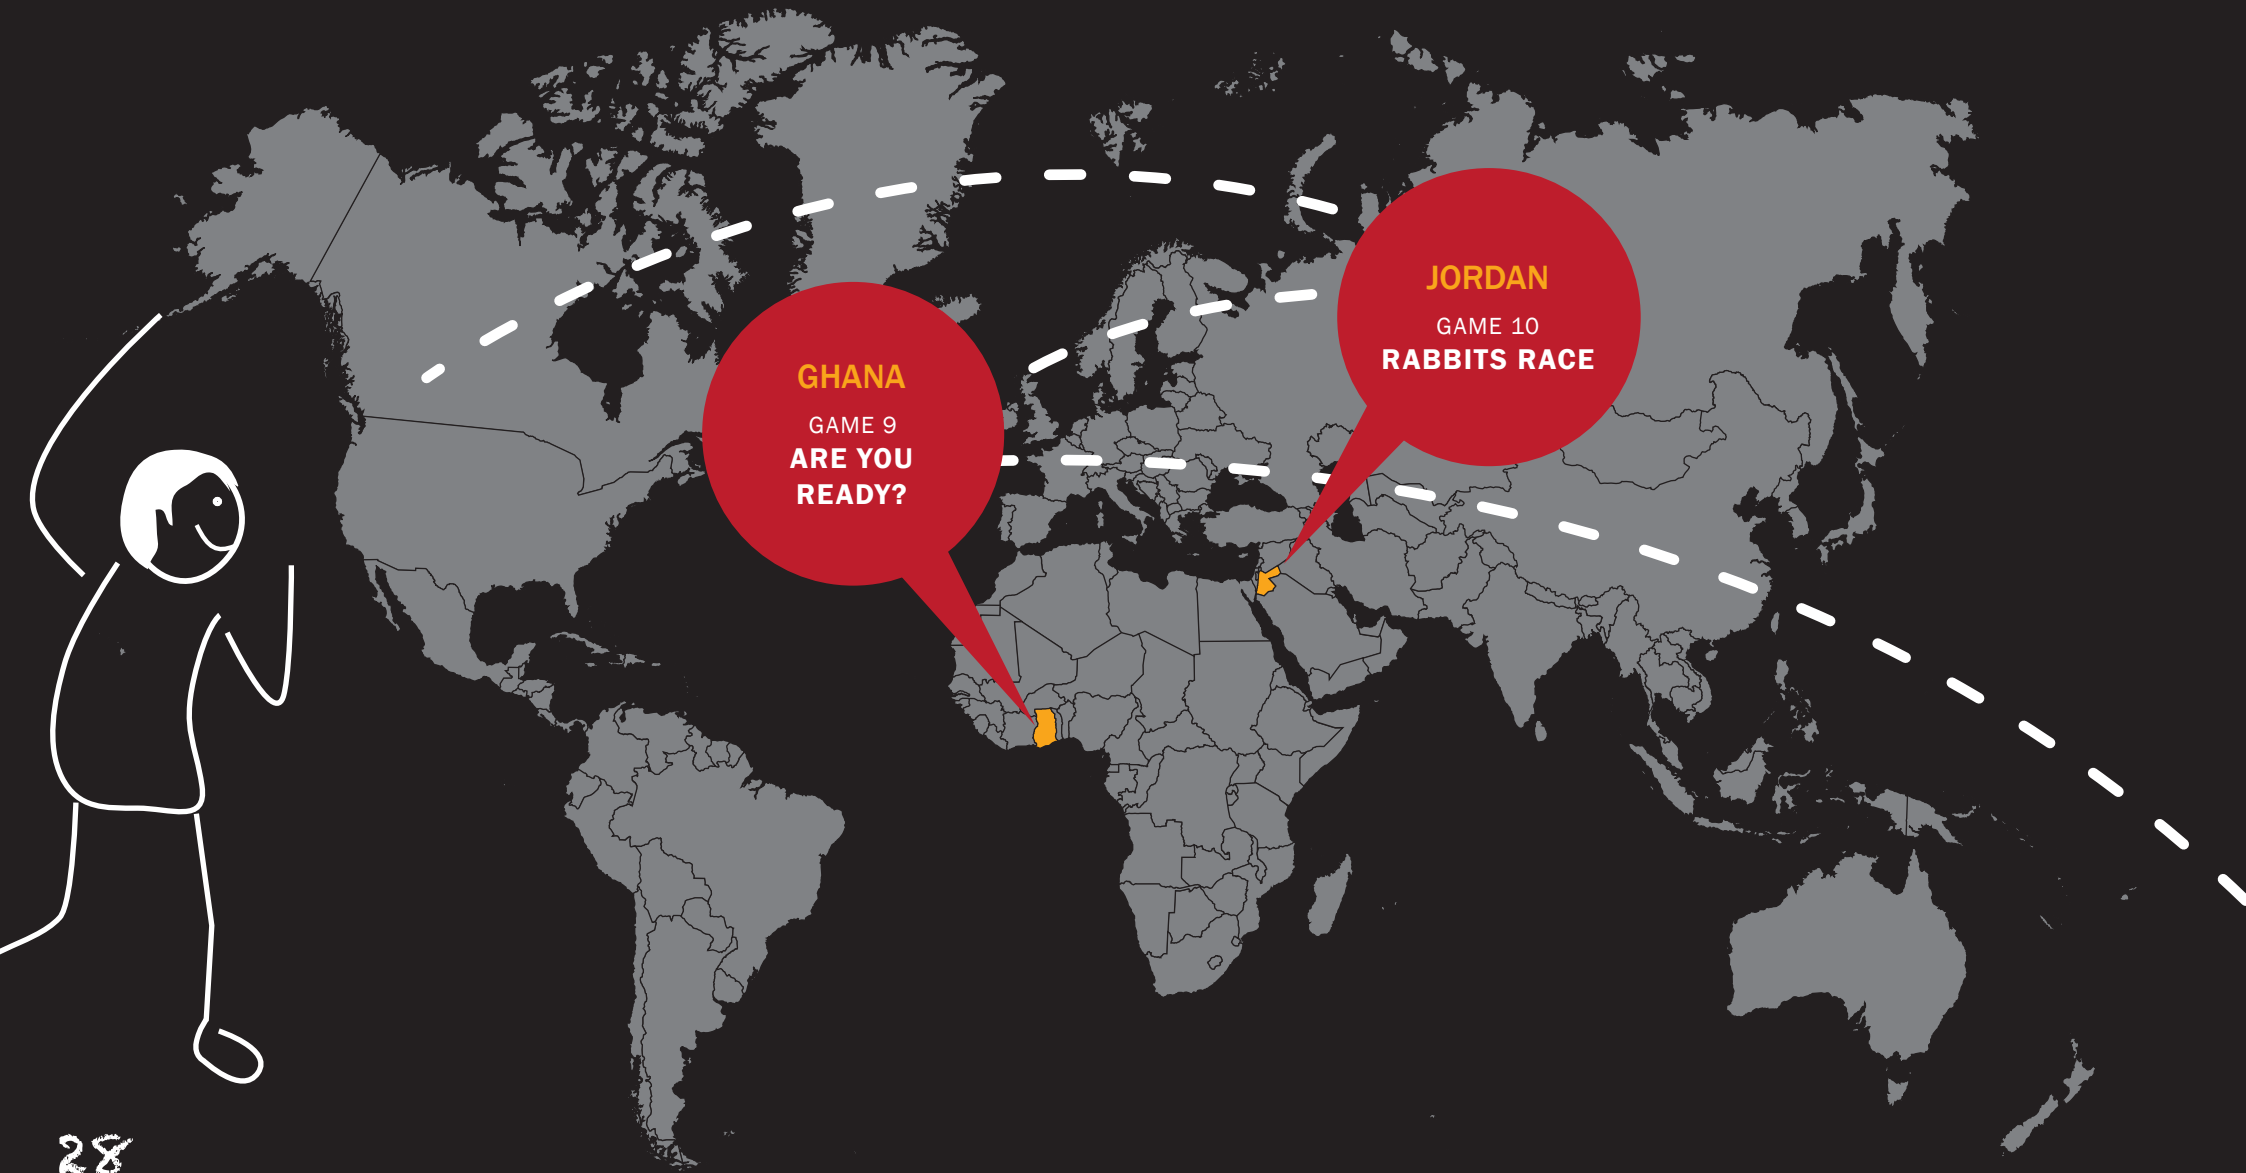 GHANA
GAME 9
ARE YOU
READY?
JORDAN
GAME 10
RABBITS RACE
28